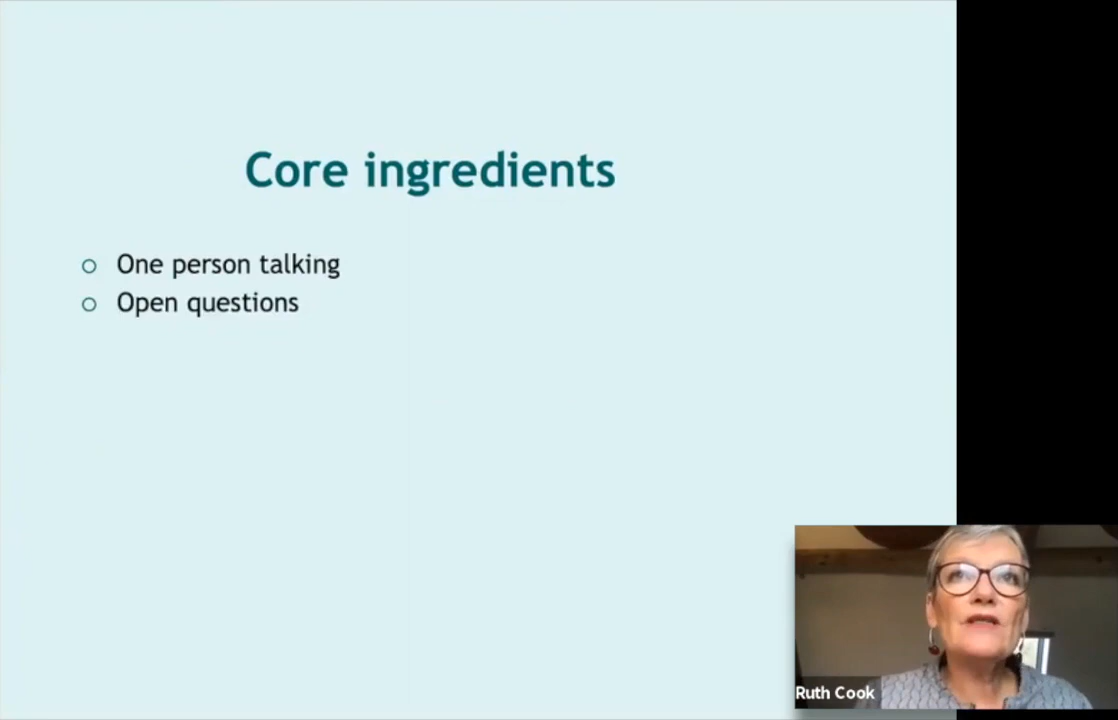 Core ingredients
One person talking
Open questions
Ruth Cook